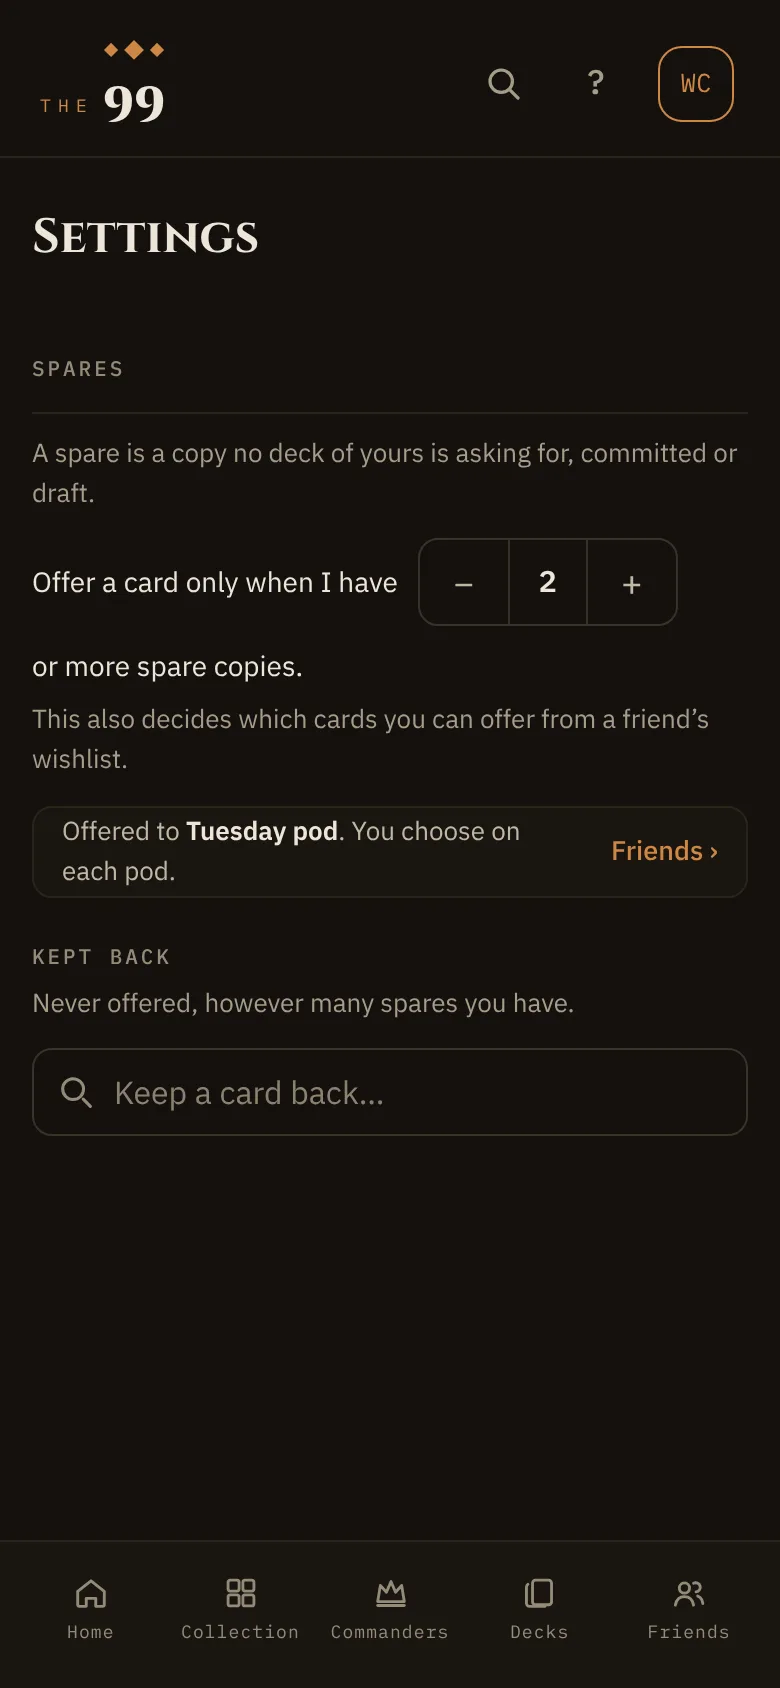 THE 99
?
WC
Settings
SPARES
A spare is a copy no deck of yours is asking for, committed or
draft.
Offer a card only when I have − 2 +
or more spare copies.
This also decides which cards you can offer from a friend’s
wishlist.
Offered to Tuesday pod. You choose on
each pod.
Friends ›
KEPT BACK
Never offered, however many spares you have.
Keep a card back...
Home
Collection
Commanders
Decks
Friends